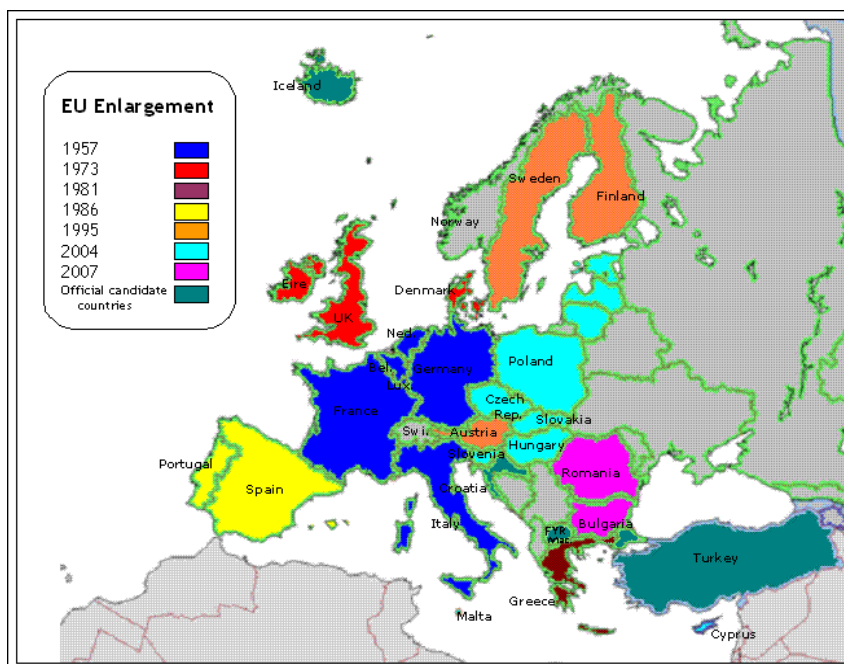 EU Enlargement
1957
1973
1981
1986
1995
2004
2007
Official candidate
countries
Iceland
Sweden
Finland
Norway
Eire
Denmark
UK
Ned.
Bel.
Germany
Poland
Lux
France
Czech
Rep.
Slovakia
Swi.
Austria
Hungary
Slovenia
Portugal
Spain
Croatia
Romania
Italy
Bulgaria
FYR
Mac.
Turkey
Greece
Malta
Cyprus